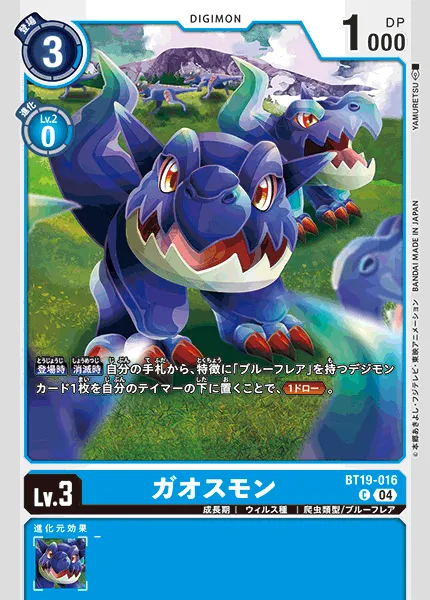 登場
3
DIGIMON
DP
1000
進化
Lv.2
0
YAMURETSU
©本郷あきよし・フジテレビ・東映アニメーション BANDAI MADE IN JAPAN
登場時 消滅時 自分の手札から、特徴に「ブルーフレア」を持つデジモン
カード1枚を自分のテイマーの下に置くことで、1ドロー。
Lv.3
ガオスモン
BT19-016
C 04
成長期 | ウィルス種 | 爬虫類型/ブルーフレア
進化元効果
ー